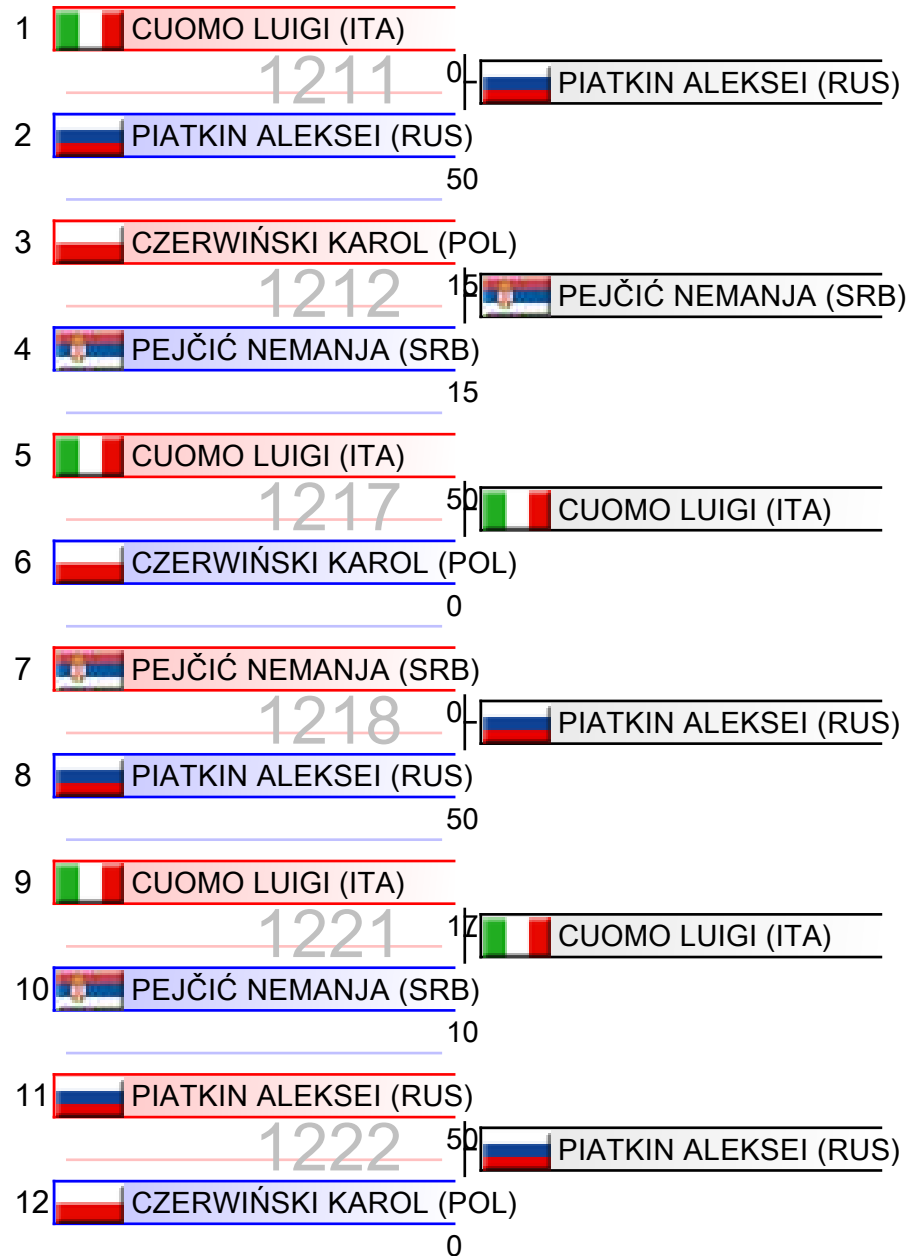 1 CUOMO LUIGI (ITA)
1211 0 PIATKIN ALEKSEI (RUS)
2 PIATKIN ALEKSEI (RUS)
50
3 CZERWIŃSKI KAROL (POL)
1212 15 PEJČIĆ NEMANJA (SRB)
4 PEJČIĆ NEMANJA (SRB)
15
5 CUOMO LUIGI (ITA)
1217 50 CUOMO LUIGI (ITA)
6 CZERWIŃSKI KAROL (POL)
0
7 PEJČIĆ NEMANJA (SRB)
1218 0 PIATKIN ALEKSEI (RUS)
8 PIATKIN ALEKSEI (RUS)
50
9 CUOMO LUIGI (ITA)
1221 17 CUOMO LUIGI (ITA)
10 PEJČIĆ NEMANJA (SRB)
10
11 PIATKIN ALEKSEI (RUS)
1222 50 PIATKIN ALEKSEI (RUS)
12 CZERWIŃSKI KAROL (POL)
0